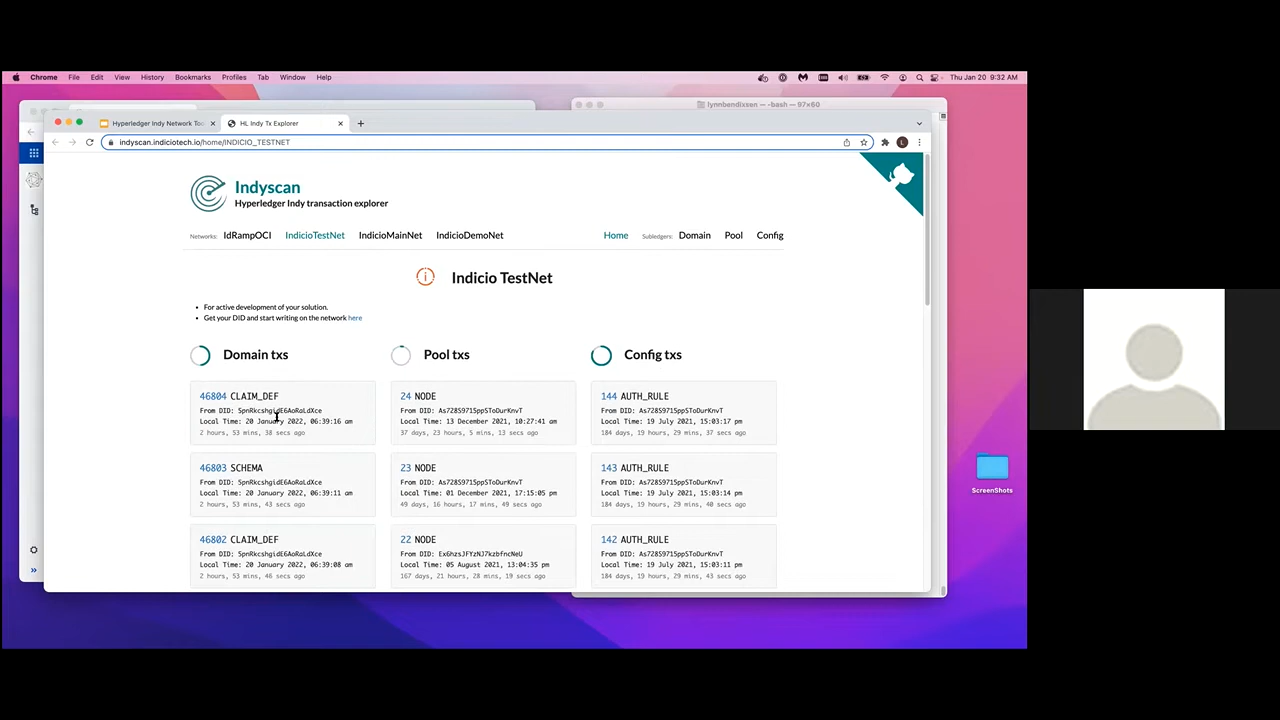 Chrome File Edit View History Bookmarks Profiles Tab Window Help
Thu Jan 20 9:32 AM
lynnbendixsen — -bash — 97×60
Hyperledger Indy Network Too
HL Indy Tx Explorer
indyscan.indiciotech.io/home/INDICIO_TESTNET
L
Indyscan
Hyperledger Indy transaction explorer
Networks: IdRampOCI IndicioTestNet IndicioMainNet IndicioDemoNet
Home Subledgers: Domain Pool Config
Indicio TestNet
• For active development of your solution.
• Get your DID and start writing on the network here
Domain txs
46804 CLAIM_DEF
Local Time: 20 January 2022, 06:39:16 am
2 hours, 53 mins, 38 secs ago
46803 SCHEMA
From DID: SpnRkcshgidE6AoRaLdXce
Local Time: 20 January 2022, 06:39:11 am
2 hours, 53 mins, 43 secs ago
46802 CLAIM_DEF
From DID: SpnRkcshgidE6AoRaLdXce
Local Time: 20 January 2022, 06:39:08 am
2 hours, 53 mins, 46 secs ago
Pool txs
24 NODE
From DID: As72859715ppSToDurKnvT
Local Time: 13 December 2021, 10:27:41 am
37 days, 23 hours, 5 mins, 13 secs ago
23 NODE
From DID: As72859715ppSToDurKnvT
Local Time: 01 December 2021, 17:15:05 pm
49 days, 16 hours, 17 mins, 49 secs ago
22 NODE
From DID: Ex6hzsJFYzNJ7kzbfncNeU
Local Time: 05 August 2021, 13:04:35 pm
167 days, 21 hours, 28 mins, 19 secs ago
Config txs
144 AUTH_RULE
From DID: As72859715ppSToDurKnvT
Local Time: 19 July 2021, 15:03:17 pm
184 days, 19 hours, 29 mins, 37 secs ago
143 AUTH_RULE
From DID: As72859715ppSToDurKnvT
Local Time: 19 July 2021, 15:03:14 pm
184 days, 19 hours, 29 mins, 40 secs ago
142 AUTH_RULE
From DID: As72859715ppSToDurKnvT
Local Time: 19 July 2021, 15:03:11 pm
184 days, 19 hours, 29 mins, 43 secs ago
ScreenShots